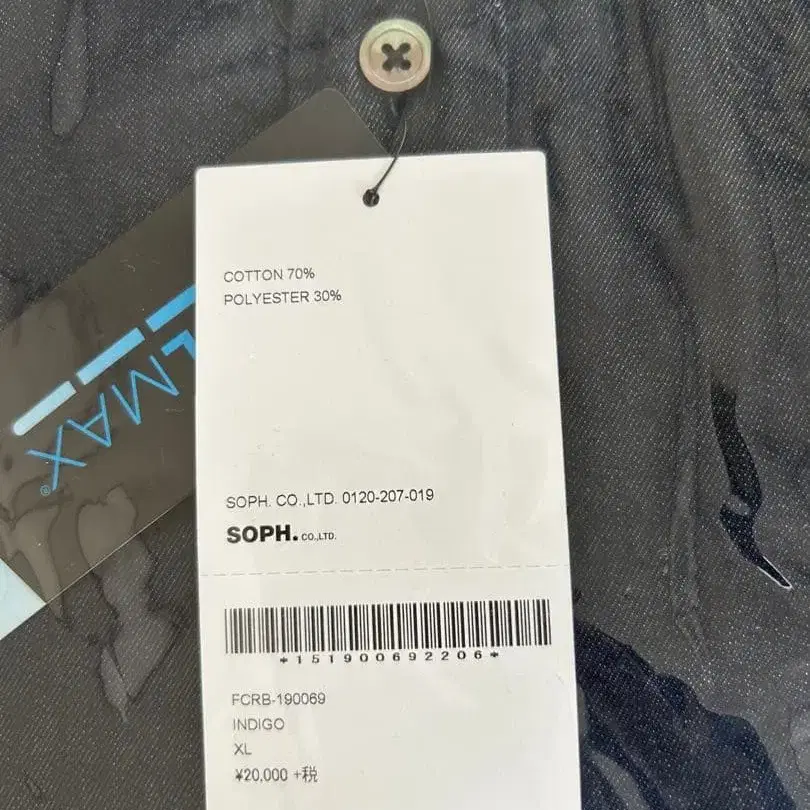 COTTON 70%
POLYESTER 30%
SOPH. CO.,LTD. 0120-207-019
SOPH. CO.,LTD.
*151900692206*
FCRB-190069
INDIGO
XL
¥20,000 +税
LMAX®